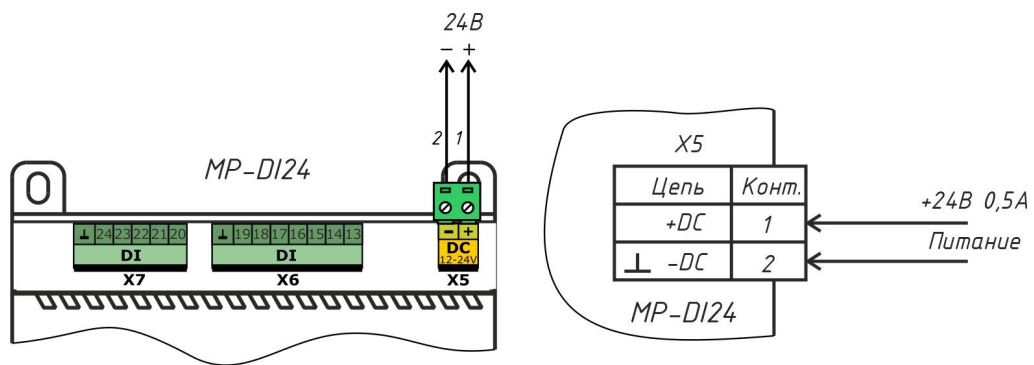 24В
– +
2 1
MP-DI24
⊥ 24 23 22 21 20
DI
X7
⊥ 19 18 17 16 15 14 13
DI
X6
– +
DC
12-24V
X5
X5
Цепь Конт.
+DC 1
⊥ -DC 2
MP-DI24
+24В 0,5А
Питание